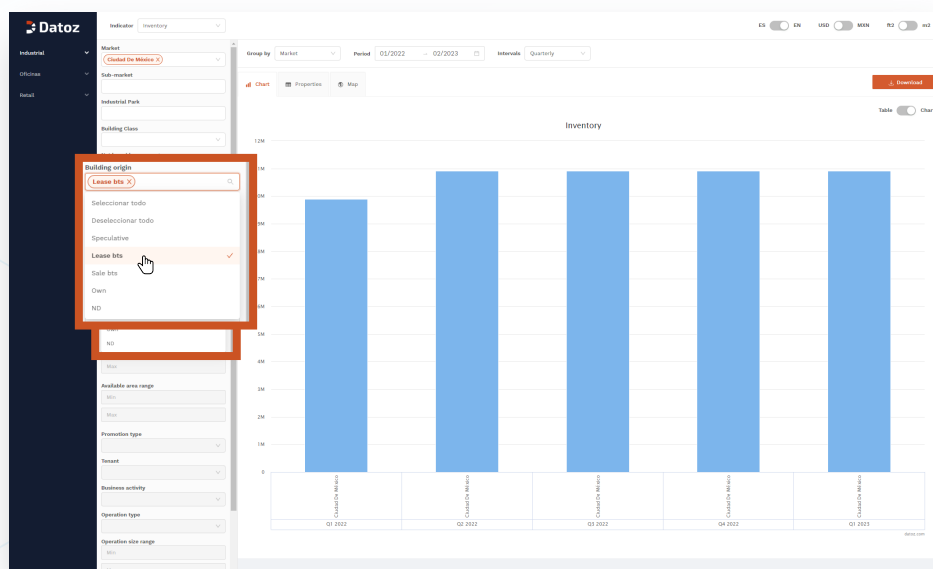 Datoz
Indicator Inventory
ES EN USD MXN ft2 m2
Industrial
Oficinas
Retail
Market
Ciudad De México X
Sub-market
Industrial Park
Building Class
Building origin
Lease bts X
Seleccionar todo
Deseleccionar todo
Speculative
Lease bts
Sale bts
Own
ND
ND
Max
Available area range
Min
Max
Promotion type
Tenant
Business activity
Operation type
Operation size range
Min
Group by Market Period 01/2022 → 02/2023 Intervals Quarterly
Chart Properties Map
Download
Table Char
Inventory
12M
5M
4M
3M
2M
1M
0
Ciudad De México
Ciudad De México
Ciudad De México
Ciudad De México
Ciudad De México
Q1 2022 Q2 2022 Q3 2022 Q4 2022 Q1 2023
datoz.com